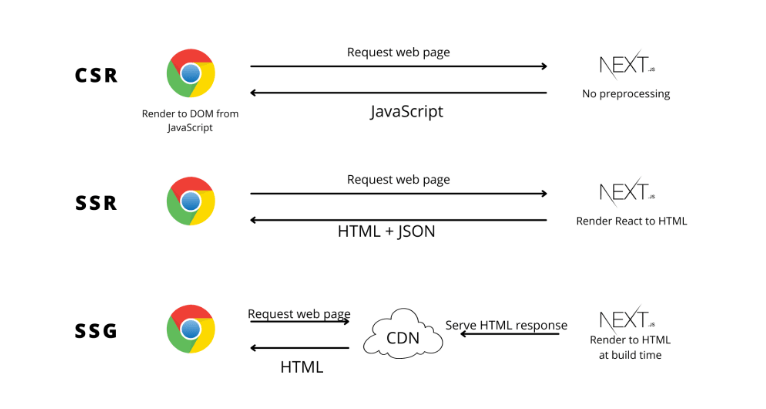 CSR
Request web page
JavaScript
Render to DOM from
JavaScript
NEXT.JS
No preprocessing
SSR
Request web page
HTML + JSON
NEXT.JS
Render React to HTML
SSG
Request web page
HTML
CDN
Serve HTML response
NEXT.JS
Render to HTML
at build time